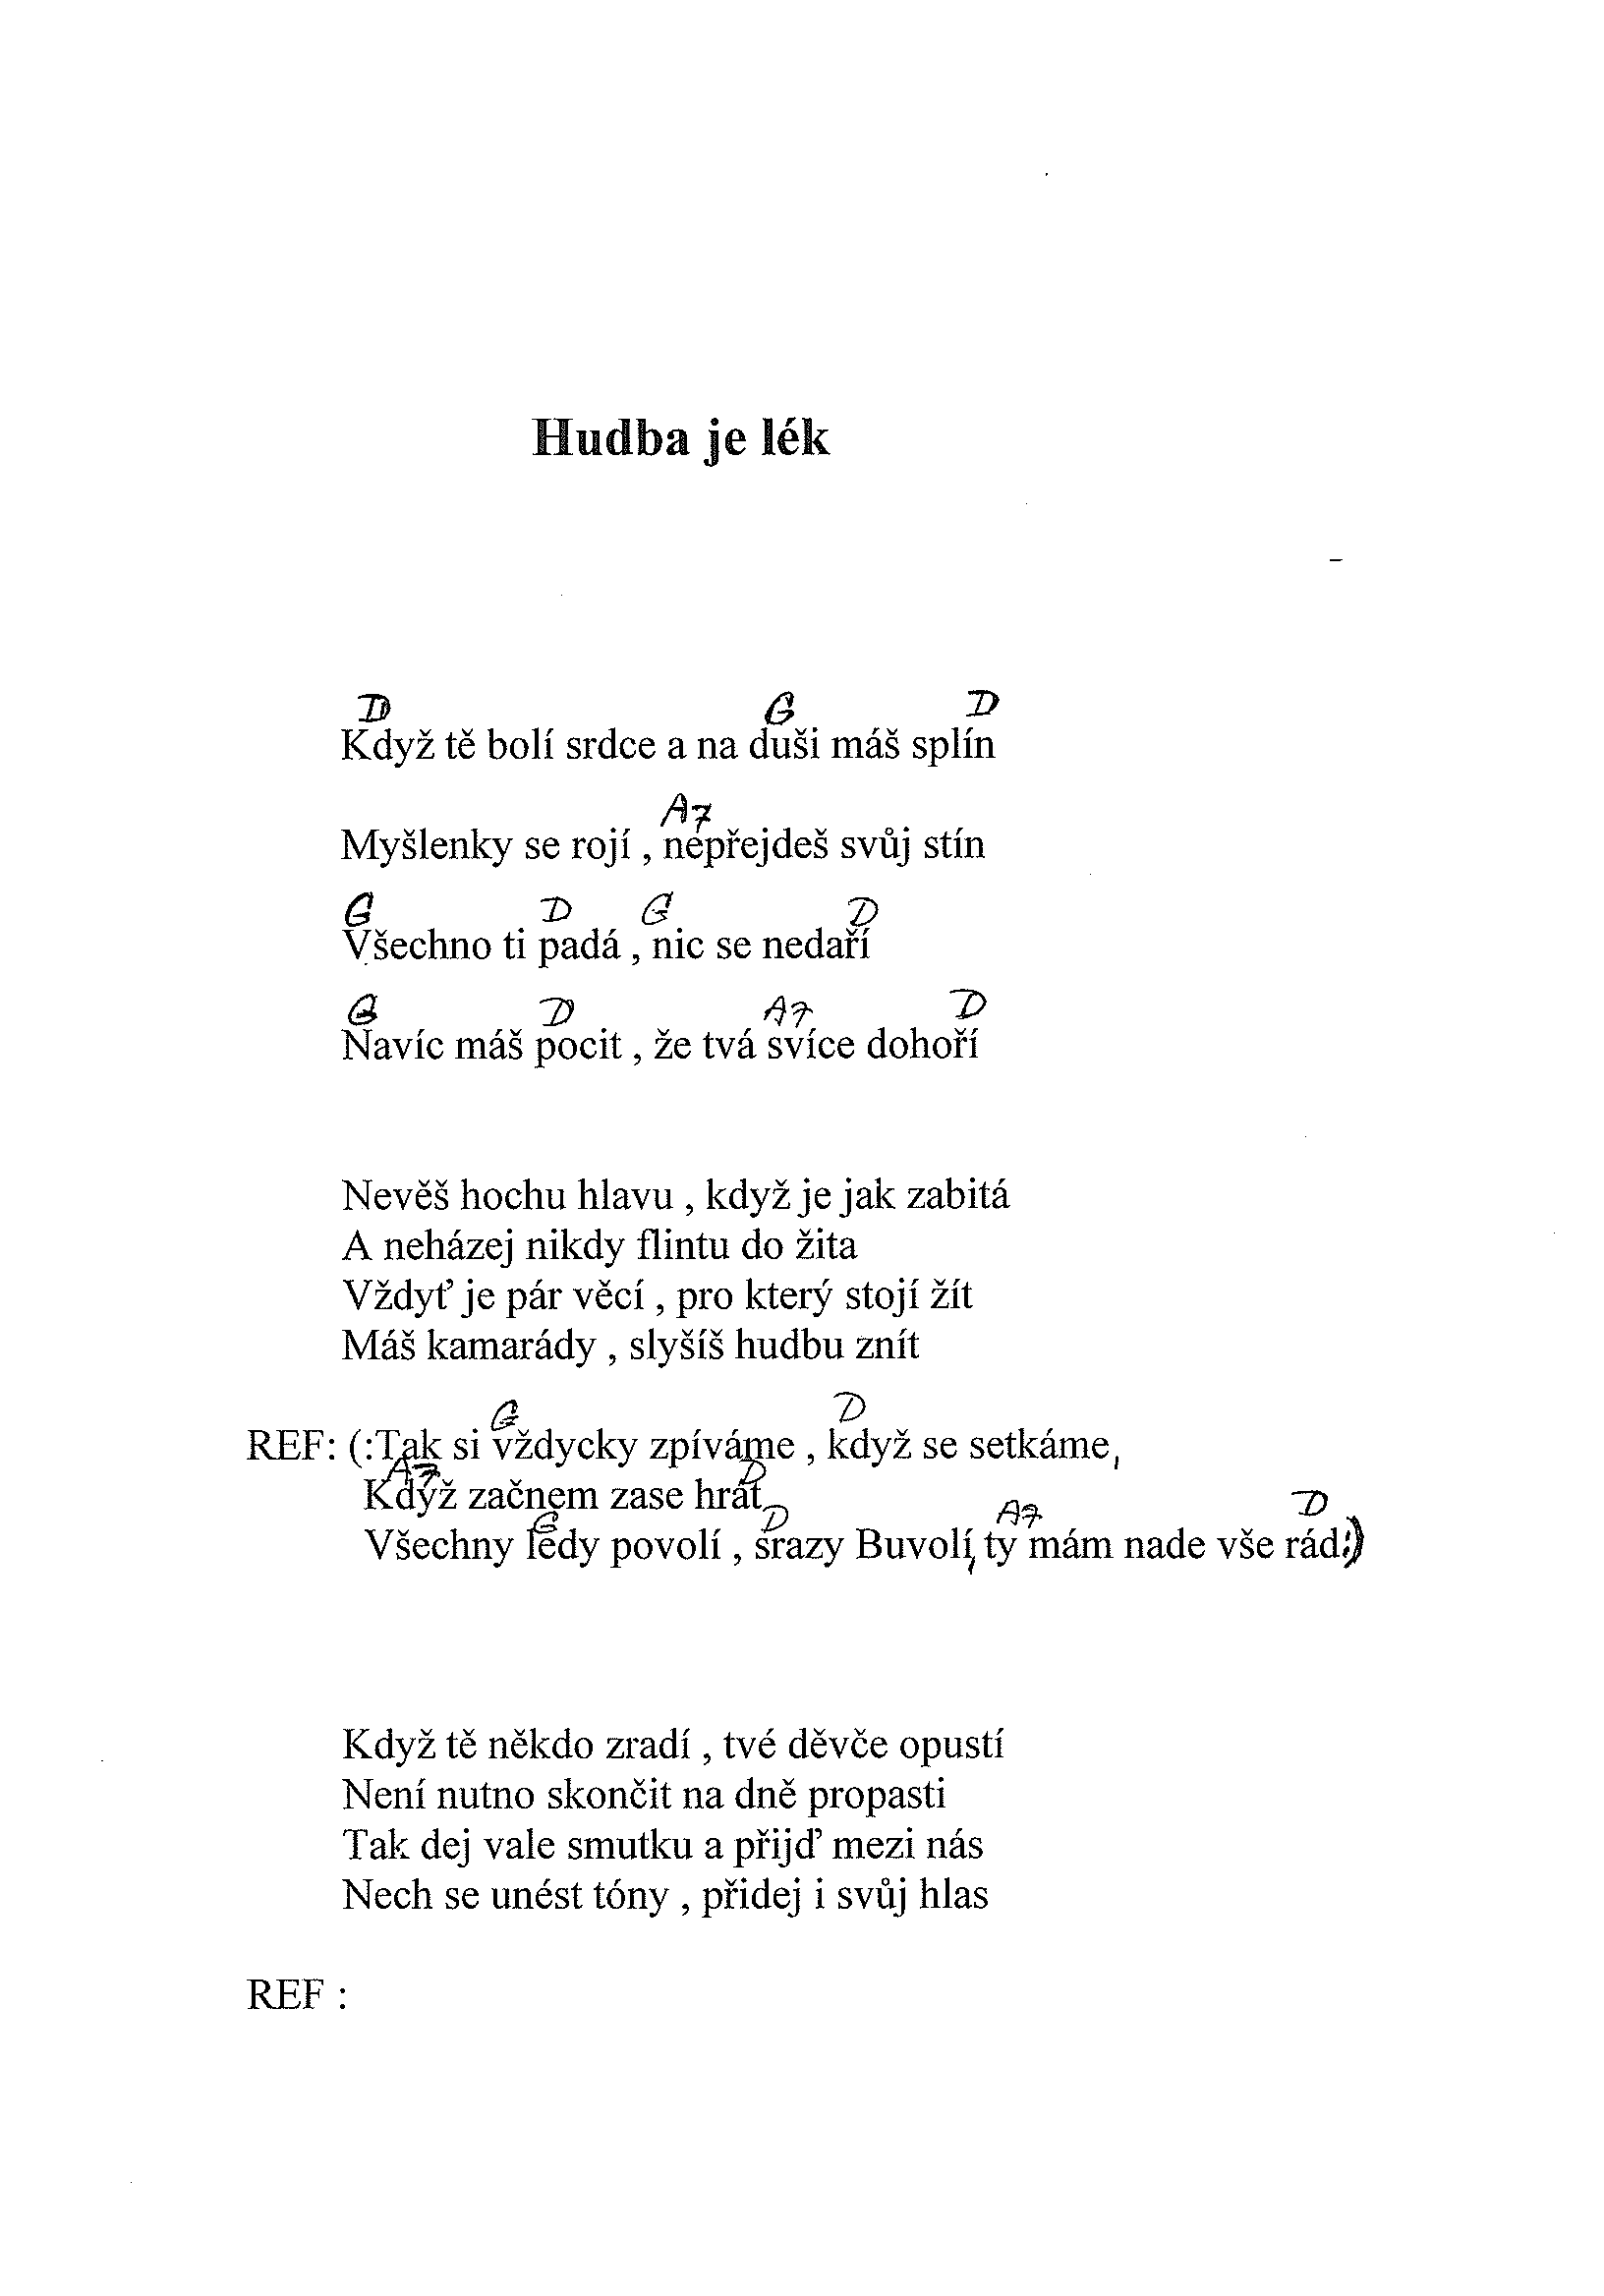 Hudba je lék
D G D
Když tě bolí srdce a na duši máš splín
A7
Myšlenky se rojí , nepřejdeš svůj stín
G D G D
Všechno ti padá , nic se nedaří
G D A7 D
Navíc máš pocit , že tvá svíce dohoří
Nevěš hochu hlavu , když je jak zabitá
A neházej nikdy flintu do žita
Vždyť je pár věcí , pro který stojí žít
Máš kamarády , slyšíš hudbu znít
G D
REF: (:Tak si vždycky zpíváme , když se setkáme,
A7 D
Když začnem zase hrát
G D A7 D
Všechny ledy povolí , srazy Buvolí, ty mám nade vše rád:)
Když tě někdo zradí , tvé děvče opustí
Není nutno skončit na dně propasti
Tak dej vale smutku a přijď mezi nás
Nech se unést tóny , přidej i svůj hlas
REF :